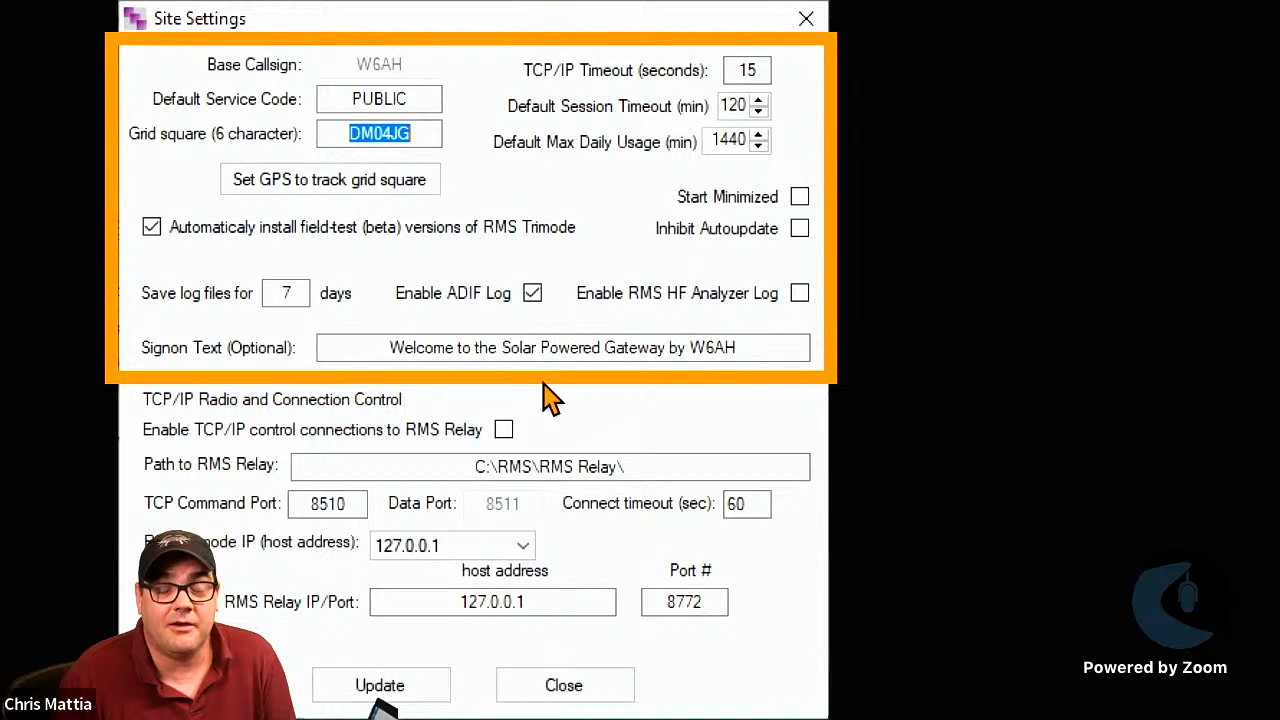 Site Settings
Base Callsign: W6AH
TCP/IP Timeout (seconds): 15
Default Service Code: PUBLIC
Default Session Timeout (min) 120
Grid square (6 character): DM04JG
Default Max Daily Usage (min) 1440
Set GPS to track grid square
Start Minimized
Automaticaly install field-test (beta) versions of RMS Trimode
Inhibit Autoupdate
Save log files for 7 days Enable ADIF Log Enable RMS HF Analyzer Log
Signon Text (Optional): Welcome to the Solar Powered Gateway by W6AH
TCP/IP Radio and Connection Control
Enable TCP/IP control connections to RMS Relay
Path to RMS Relay: C:\RMS\RMS Relay\
TCP Command Port: 8510 Data Port: 8511 Connect timeout (sec): 60
IP (host address): 127.0.0.1
host address Port #
RMS Relay IP/Port: 127.0.0.1 8772
Update Close
Powered by Zoom
Chris Mattia